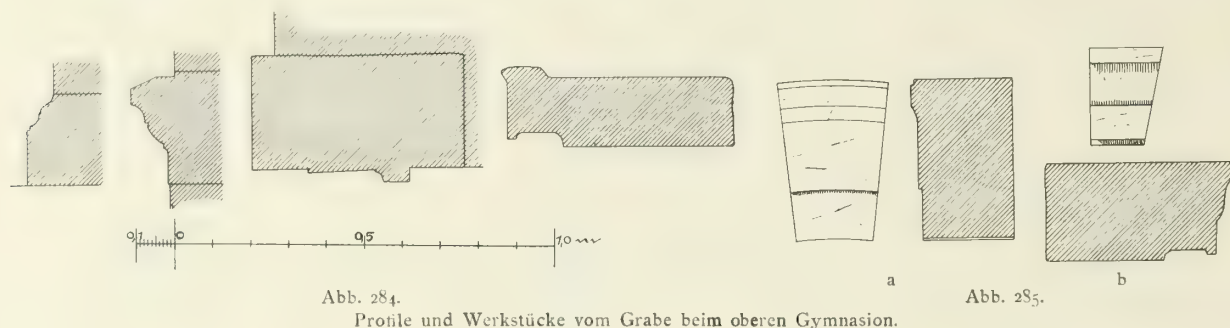 0,1 0 0,5 1,0 m
a b
Abb. 284. Abb. 285.
Profile und Werkstücke vom Grabe beim oberen Gymnasion.